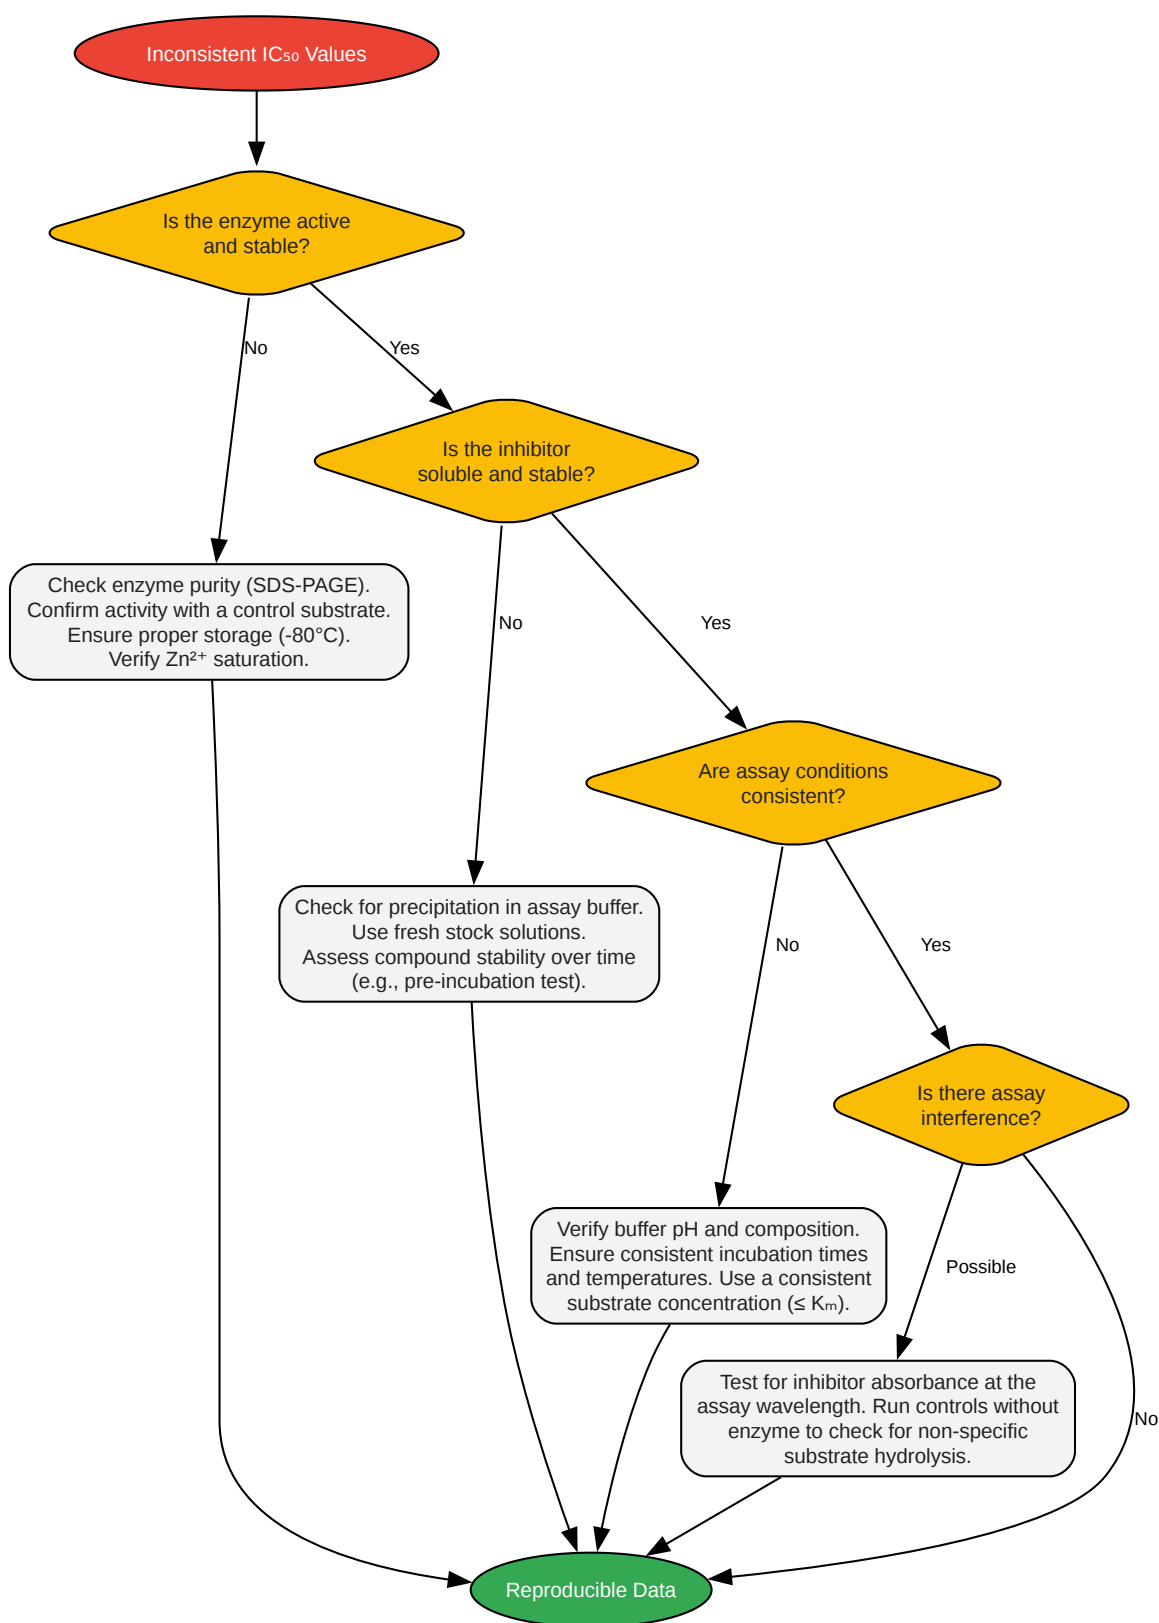 Inconsistent IC₅₀ Values
Is the enzyme active
and stable?
No
Yes
Is the inhibitor
soluble and stable?
Check enzyme purity (SDS-PAGE).
Confirm activity with a control substrate.
Ensure proper storage (-80°C).
Verify Zn²⁺ saturation.
No
Yes
Are assay conditions
consistent?
Check for precipitation in assay buffer.
Use fresh stock solutions.
Assess compound stability over time
(e.g., pre-incubation test).
No
Yes
Is there assay
interference?
Verify buffer pH and composition.
Ensure consistent incubation times
and temperatures. Use a consistent
substrate concentration (≤ Kₘ).
Possible
Test for inhibitor absorbance at the
assay wavelength. Run controls without
enzyme to check for non-specific
substrate hydrolysis.
No
Reproducible Data